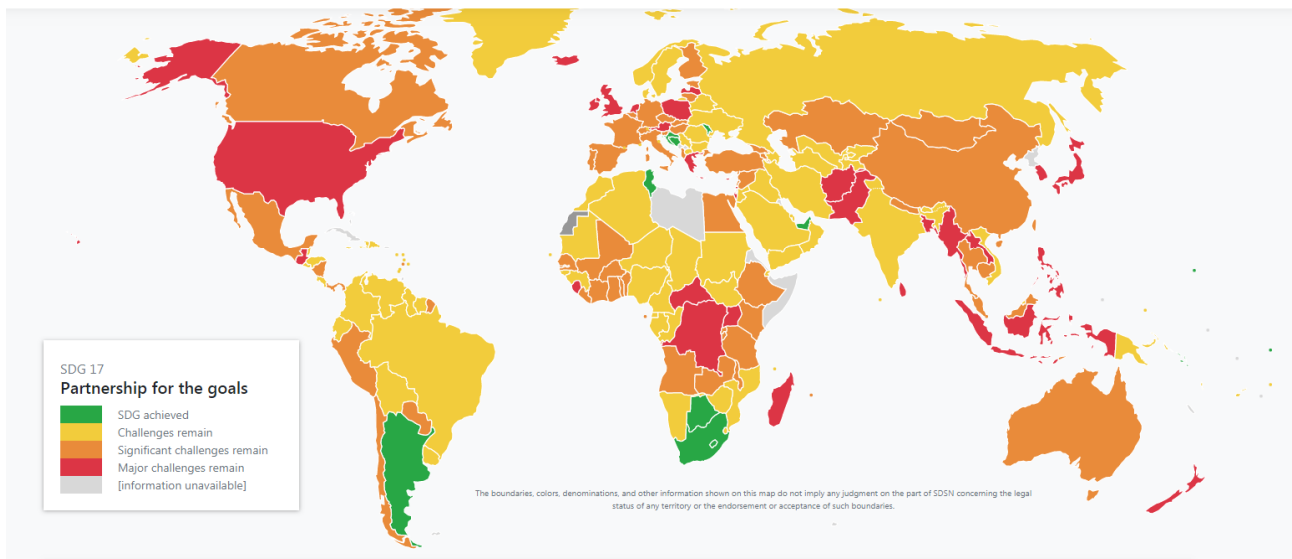 SDG 17
Partnership for the goals
SDG achieved
Challenges remain
Significant challenges remain
Major challenges remain
[information unavailable]
The boundaries, colors, denominations, and other information shown on this map do not imply any judgment on the part of SDSN concerning the legal
status of any territory or the endorsement or acceptance of such boundaries.